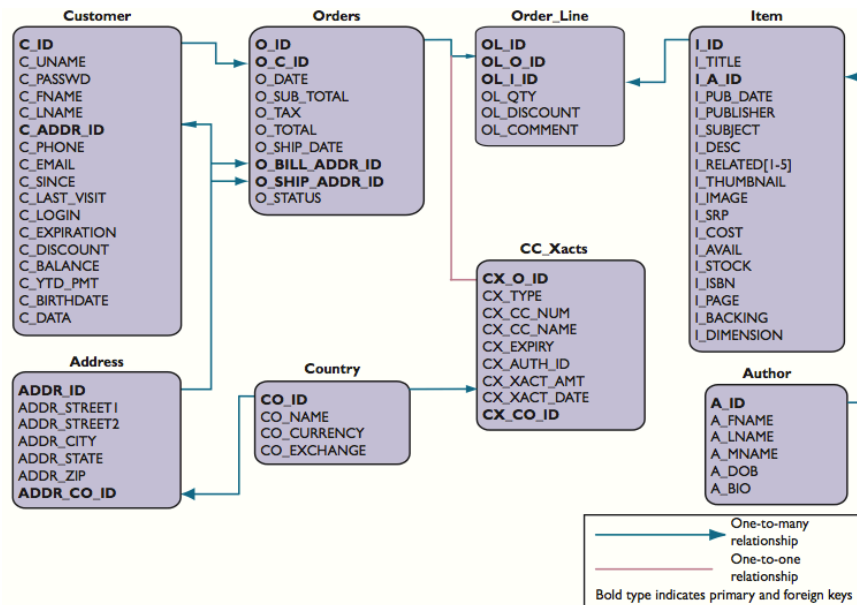 Customer
C_ID
C_UNAME
C_PASSWD
C_FNAME
C_LNAME
C_ADDR_ID
C_PHONE
C_EMAIL
C_SINCE
C_LAST_VISIT
C_LOGIN
C_EXPIRATION
C_DISCOUNT
C_BALANCE
C_YTD_PMT
C_BIRTHDATE
C_DATA
Orders
O_ID
O_C_ID
O_DATE
O_SUB_TOTAL
O_TAX
O_TOTAL
O_SHIP_DATE
O_BILL_ADDR_ID
O_SHIP_ADDR_ID
O_STATUS
Order_Line
OL_ID
OL_O_ID
OL_I_ID
OL_QTY
OL_DISCOUNT
OL_COMMENT
Item
I_ID
I_TITLE
I_A_ID
I_PUB_DATE
I_PUBLISHER
I_SUBJECT
I_DESC
I_RELATED[1-5]
I_THUMBNAIL
I_IMAGE
I_SRP
I_COST
I_AVAIL
I_STOCK
I_ISBN
I_PAGE
I_BACKING
I_DIMENSION
CC_Xacts
CX_O_ID
CX_TYPE
CX_CC_NUM
CX_CC_NAME
CX_EXPIRY
CX_AUTH_ID
CX_XACT_AMT
CX_XACT_DATE
CX_CO_ID
Address
ADDR_ID
ADDR_STREET1
ADDR_STREET2
ADDR_CITY
ADDR_STATE
ADDR_ZIP
ADDR_CO_ID
Country
CO_ID
CO_NAME
CO_CURRENCY
CO_EXCHANGE
Author
A_ID
A_FNAME
A_LNAME
A_MNAME
A_DOB
A_BIO
One-to-many
relationship
One-to-one
relationship
Bold type indicates primary and foreign keys